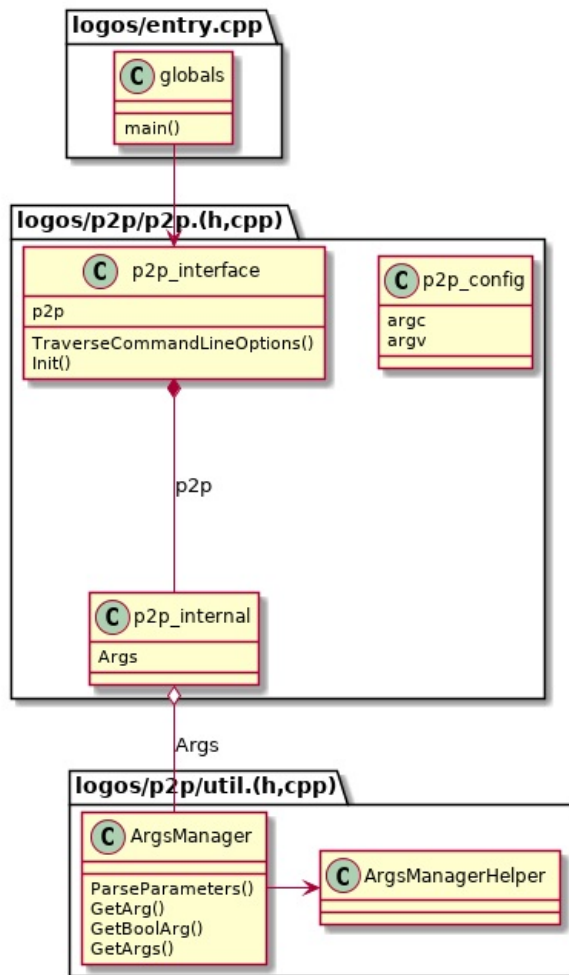 logos/entry.cpp
C globals
main()
logos/p2p/p2p.(h,cpp)
C p2p_interface
p2p
TraverseCommandLineOptions()
Init()
C p2p_config
argc
argv
p2p
C p2p_internal
Args
Args
logos/p2p/util.(h,cpp)
C ArgsManager
ParseParameters()
GetArg()
GetBoolArg()
GetArgs()
C ArgsManagerHelper